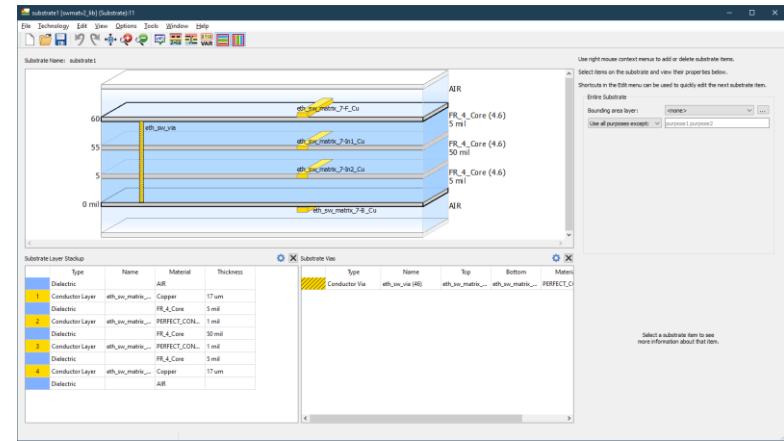 substrate1 [swmatv2_lib] (Substrate):11
File Technology Edit View Options Tools Window Help
Substrate Name: substrate1
Use right mouse context menus to add or delete substrate items.
Select items on the substrate and view their properties below.
Shortcuts in the Edit menu can be used to quickly edit the next substrate item.
Entire Substrate
Bounding area layer: <none> ...
Use all purposes except: purpose1 purpose2
AIR
eth_sw_matrix_7-F_Cu
60
FR_4_Core (4.6)
5 mil
eth_sw_via
eth_sw_matrix_7-In1_Cu
55
FR_4_Core (4.6)
50 mil
eth_sw_matrix_7-In2_Cu
5
FR_4_Core (4.6)
5 mil
0 mil
AIR
eth_sw_matrix_7-B_Cu
Substrate Layer Stackup
Type Name Material Thickness
Dielectric AIR
1 Conductor Layer eth_sw_matrix_... Copper 17 um
Dielectric FR_4_Core 5 mil
2 Conductor Layer eth_sw_matrix_... PERFECT_CON... 1 mil
Dielectric FR_4_Core 50 mil
3 Conductor Layer eth_sw_matrix_... PERFECT_CON... 1 mil
Dielectric FR_4_Core 5 mil
4 Conductor Layer eth_sw_matrix_... Copper 17 um
Dielectric AIR
Substrate Vias
Type Name Top Bottom Materi
Conductor Via eth_sw_via (46) eth_sw_matrix_... eth_sw_matrix_... PERFECT_C
Select a substrate item to see
more information about that item.